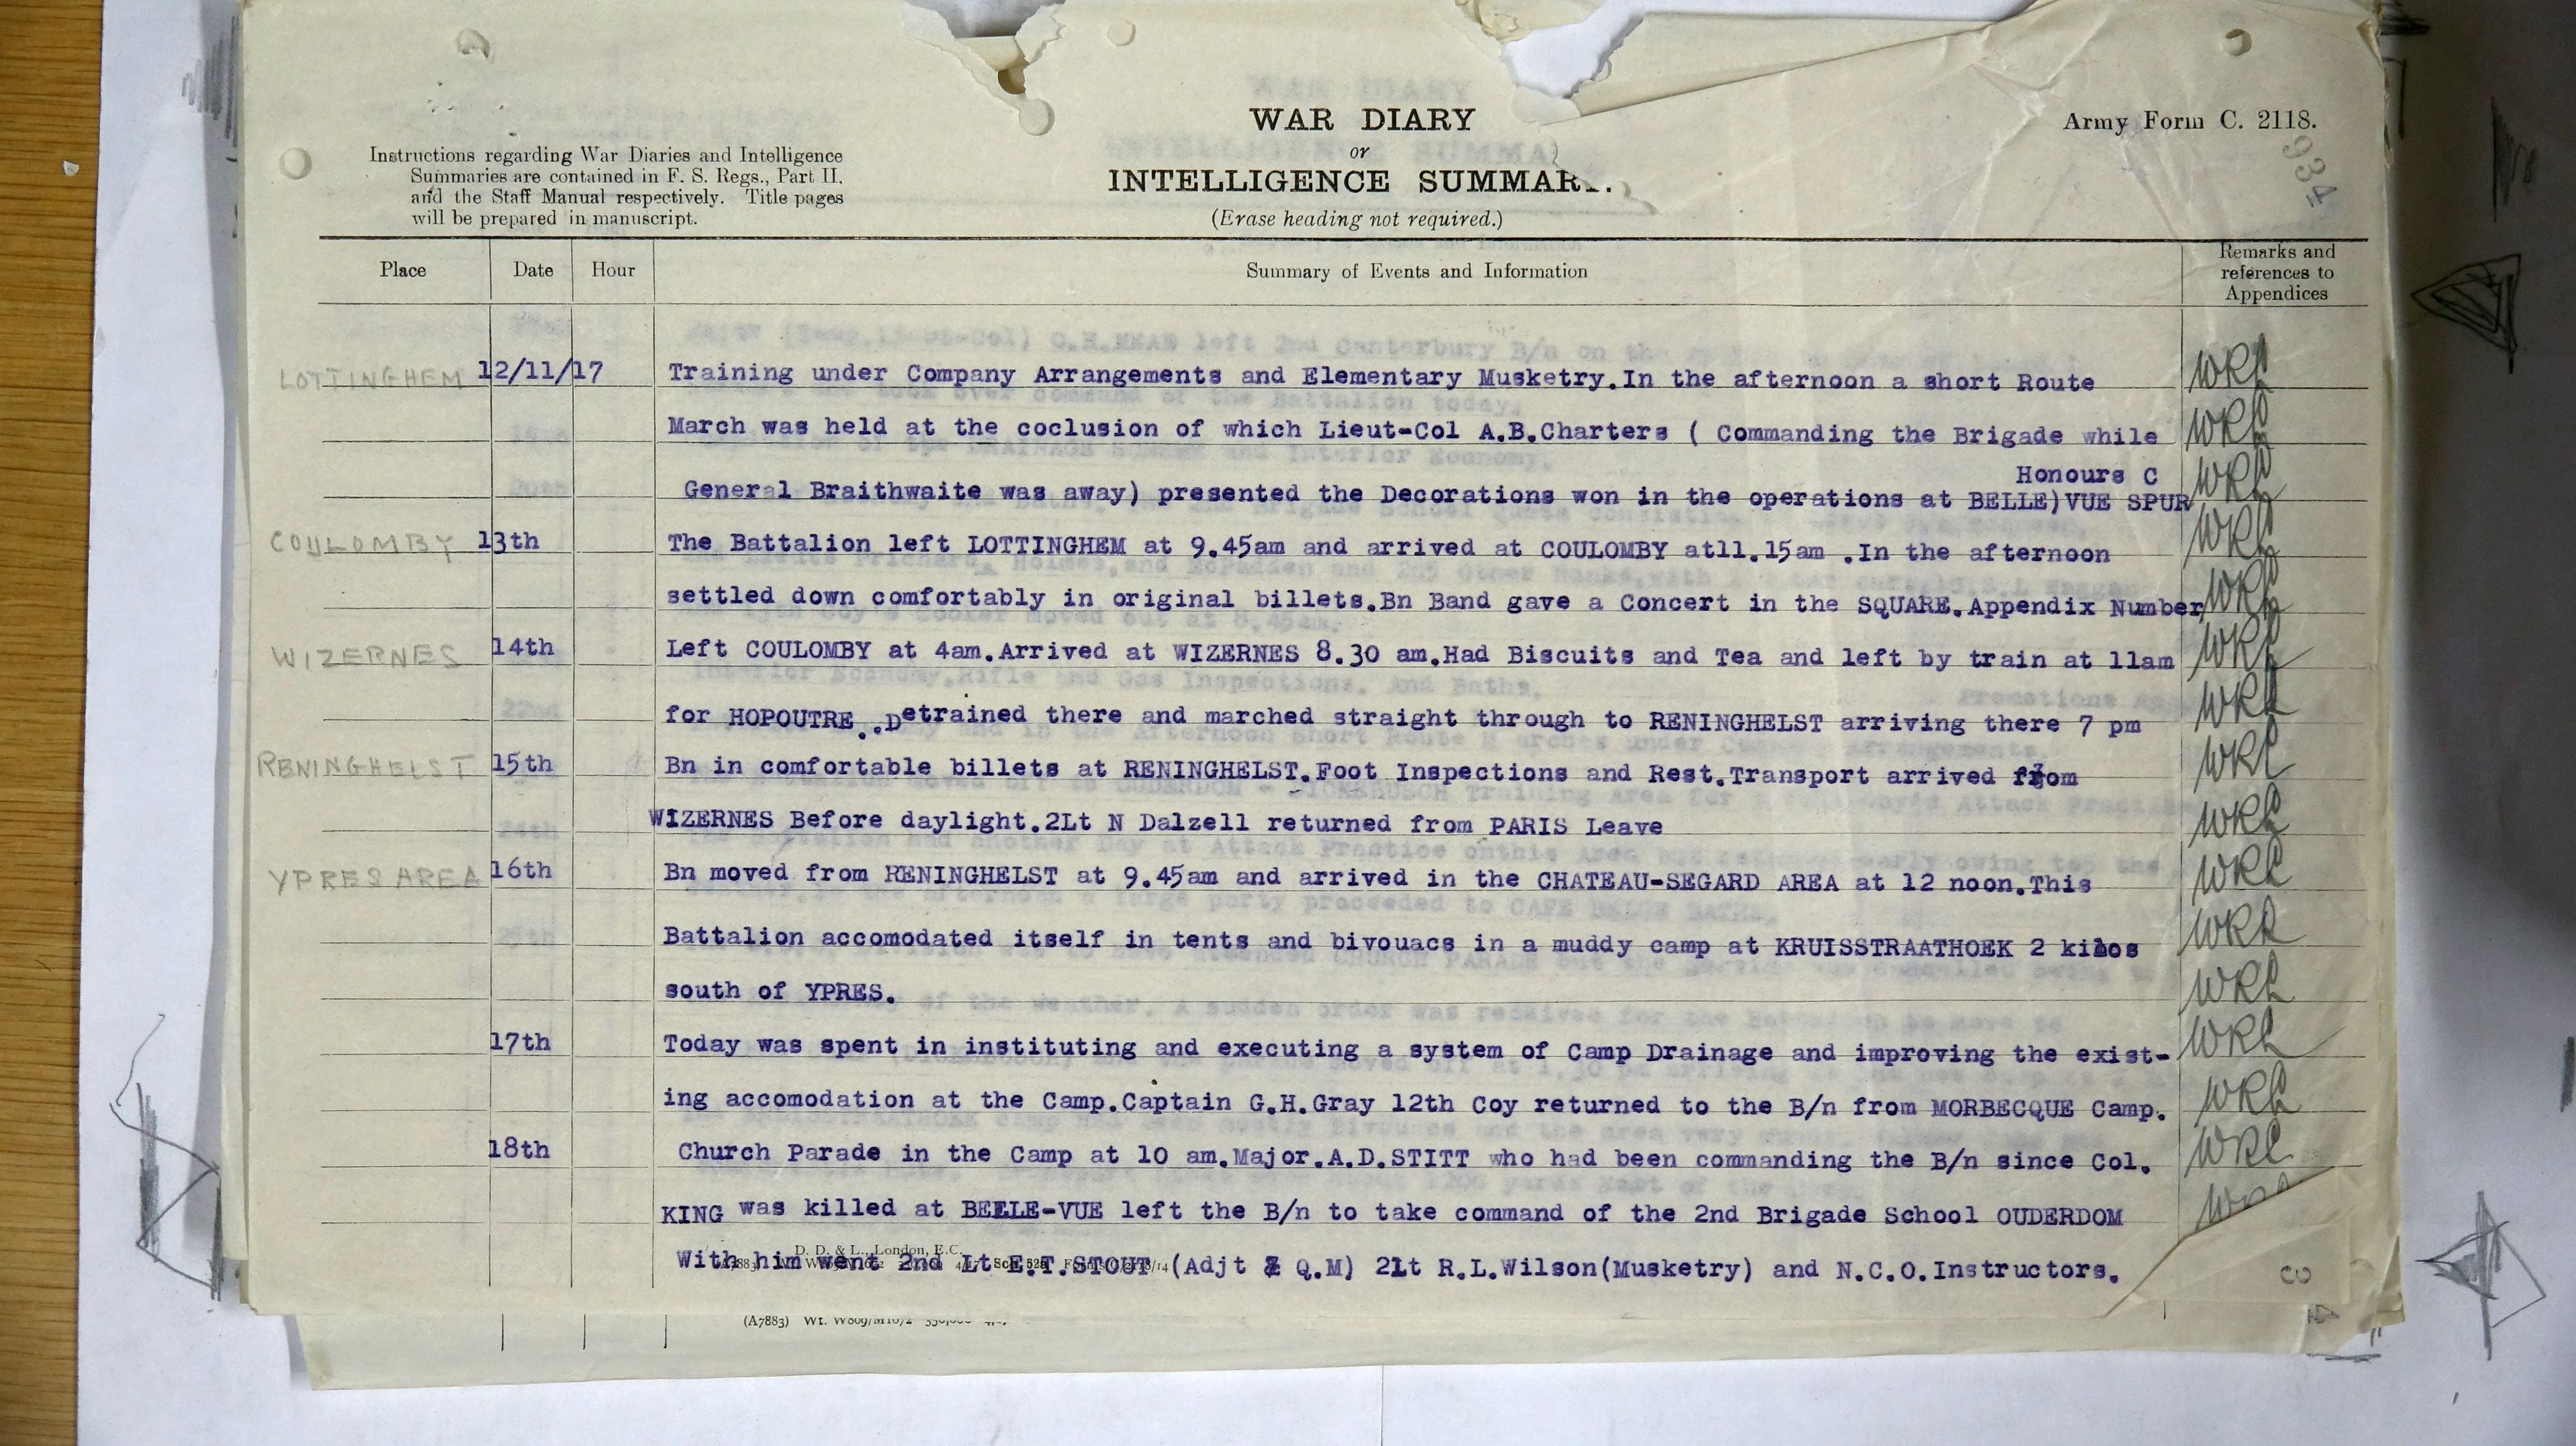 WAR DIARY
or
INTELLIGENCE SUMMARY.
(Erase heading not required.)
Army Form C. 2118.
934
Instructions regarding War Diaries and Intelligence
Summaries are contained in F. S. Regs., Part II.
and the Staff Manual respectively. Title pages
will be prepared in manuscript.
Place Date Hour Summary of Events and Information Remarks and references to Appendices
LOTTINGHEM 12/11/17 Training under Company Arrangements and Elementary Musketry.In the afternoon a short Route
March was held at the coclusion of which Lieut-Col A.B.Charters ( Commanding the Brigade while
Honours C
General Braithwaite was away) presented the Decorations won in the operations at BELLE)VUE SPUR
COULOMBY 13th The Battalion left LOTTINGHEM at 9.45am and arrived at COULOMBY at11.15am .In the afternoon
settled down comfortably in original billets.Bn Band gave a Concert in the SQUARE.Appendix Number
WIZERNES 14th Left COULOMBY at 4am.Arrived at WIZERNES 8.30 am.Had Biscuits and Tea and left by train at 11am
for HOPOUTRE ..Detrained there and marched straight through to RENINGHELST arriving there 7 pm
RENINGHELST 15th Bn in comfortable billets at RENINGHELST.Foot Inspections and Rest.Transport arrived from
WIZERNES Before daylight.2Lt N Dalzell returned from PARIS Leave
YPRES AREA 16th Bn moved from RENINGHELST at 9.45am and arrived in the CHATEAU-SEGARD AREA at 12 noon.This
Battalion accomodated itself in tents and bivouacs in a muddy camp at KRUISSTRAATHOEK 2 kilos
south of YPRES.
17th Today was spent in instituting and executing a system of Camp Drainage and improving the exist-
ing accomodation at the Camp.Captain G.H.Gray 12th Coy returned to the B/n from MORBECQUE Camp.
18th Church Parade in the Camp at 10 am.Major.A.D.STITT who had been commanding the B/n since Col.
KING was killed at BEELE-VUE left the B/n to take command of the 2nd Brigade School OUDERDOM
With him went 2nd Lt E.T.STOUT (Adjt & Q.M) 2Lt R.L.Wilson(Musketry) and N.C.O.Instructors.
D. D. & L., London, E.C.
(A7883) Wt.